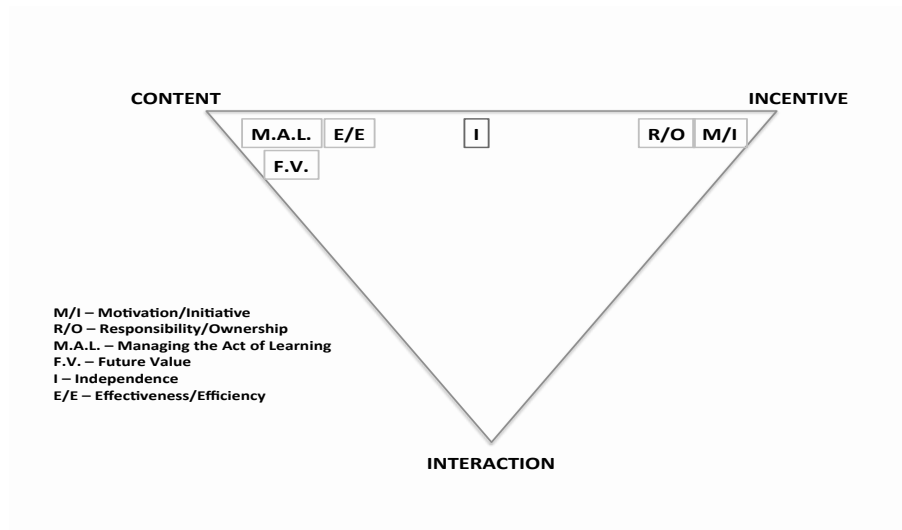 CONTENT INCENTIVE
M.A.L. E/E I R/O M/I
F.V.
M/I – Motivation/Initiative
R/O – Responsibility/Ownership
M.A.L. – Managing the Act of Learning
F.V. – Future Value
I – Independence
E/E – Effectiveness/Efficiency
INTERACTION